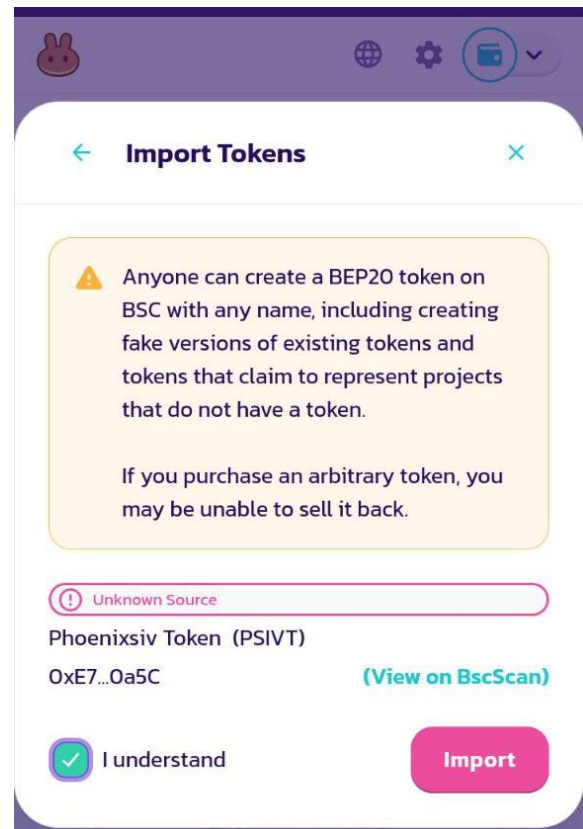 Import Tokens
Anyone can create a BEP20 token on
BSC with any name, including creating
fake versions of existing tokens and
tokens that claim to represent projects
that do not have a token.
If you purchase an arbitrary token, you
may be unable to sell it back.
Unknown Source
Phoenixsiv Token (PSIVT)
0xE7...0a5C (View on BscScan)
I understand Import